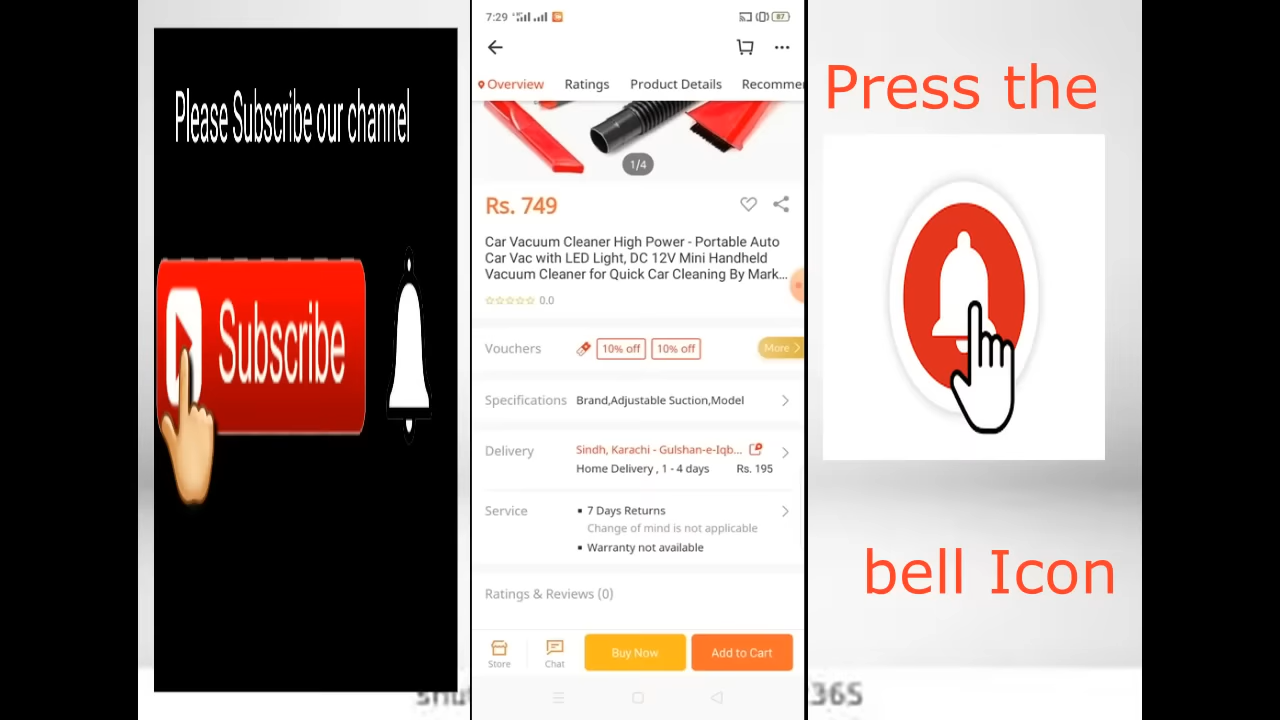 Please Subscribe our channel
Subscribe
7:29
87
Overview Ratings Product Details Recommen
1/4
Rs. 749
Car Vacuum Cleaner High Power - Portable Auto
Car Vac with LED Light, DC 12V Mini Handheld
Vacuum Cleaner for Quick Car Cleaning By Mark...
0.0
Vouchers 10% off 10% off More
Specifications Brand,Adjustable Suction,Model
Delivery Sindh, Karachi - Gulshan-e-Iqb...
Home Delivery , 1 - 4 days Rs. 195
Service ▪ 7 Days Returns
Change of mind is not applicable
▪ Warranty not available
Ratings & Reviews (0)
Store Chat Buy Now Add to Cart
Press the
bell Icon
365